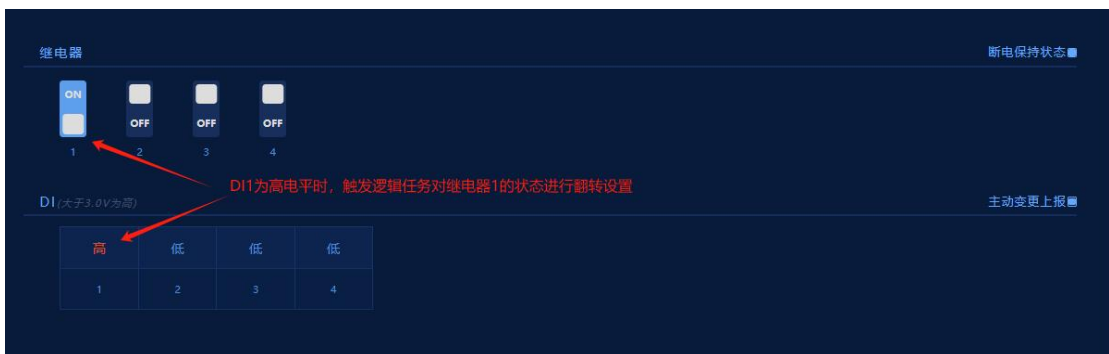 继电器 断电保持状态
ON OFF OFF OFF
1 2 3 4
DI1为高电平时，触发逻辑任务对继电器1的状态进行翻转设置
DI(大于3.0V为高) 主动变更上报
高 低 低 低
1 2 3 4